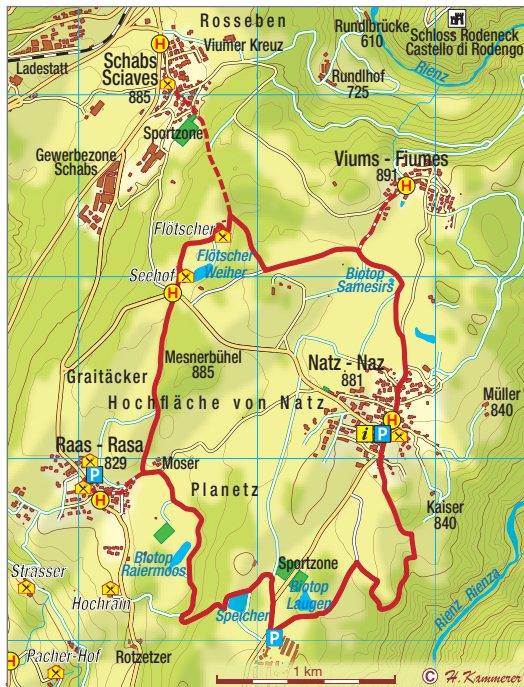 Rosseben
Viumer Kreuz
Rundlbrücke
610
Schloss Rodeneck
Castello di Rodengo
Ladestatt
Schabs
Sciaves
885
Rundlhof
725
Rienz
Sportzone
Gewerbezone
Schabs
Viums - Fiumes
891
H
Flötscher
Flötscher
Weiher
Seehof
H
Biotop
Samesirs
Mesnerbühel
885
Natz - Naz
881
Graitäcker
Hochfläche von Natz
Müller
840
H
i P
Raas - Rasa
829
P
H
Moser
Planetz
Kaiser
840
Biotop
Raiermoos
Sportzone
Biotop
Laugen
Strasser
Hochrain
Speicher
P
Rienz Rienza
H
Pacher-Hof
Rotzetzer
1 km
© H. Kammerer
H